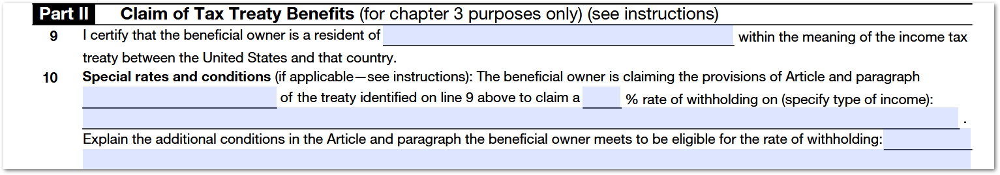 Part II Claim of Tax Treaty Benefits (for chapter 3 purposes only) (see instructions)
9 I certify that the beneficial owner is a resident of within the meaning of the income tax
treaty between the United States and that country.
10 Special rates and conditions (if applicable—see instructions): The beneficial owner is claiming the provisions of Article and paragraph
of the treaty identified on line 9 above to claim a % rate of withholding on (specify type of income):
.
Explain the additional conditions in the Article and paragraph the beneficial owner meets to be eligible for the rate of withholding: